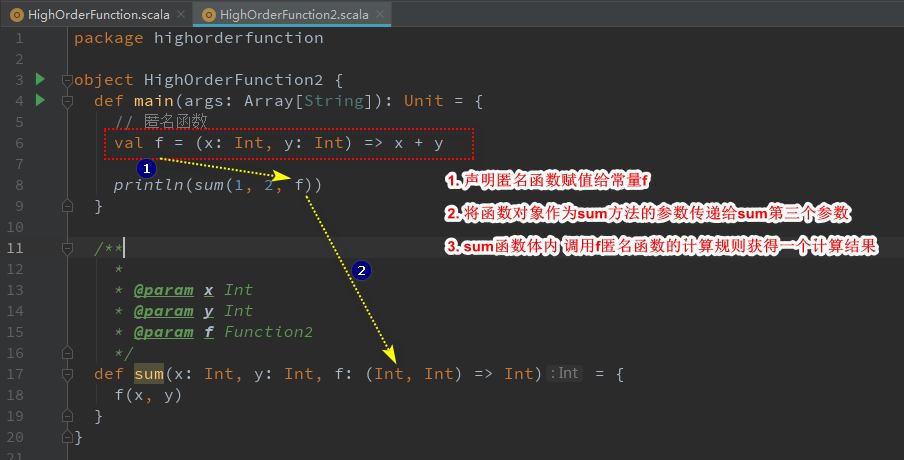 HighOrderFunction.scala HighOrderFunction2.scala
1 package highorderfunction
2
3 object HighOrderFunction2 {
4 def main(args: Array[String]): Unit = {
5 // 匿名函数
6 val f = (x: Int, y: Int) => x + y
7
1
8 println(sum(1, 2, f))
1. 声明匿名函数赋值给常量f
9 }
2. 将函数对象作为sum方法的参数传递给sum第三个参数
10
11 /**
3. sum函数体内 调用f匿名函数的计算规则获得一个计算结果
12 *
2
13 * @param x Int
14 * @param y Int
15 * @param f Function2
16 */
17 def sum(x: Int, y: Int, f: (Int, Int) => Int) : Int = {
18 f(x, y)
19 }
20 }
21